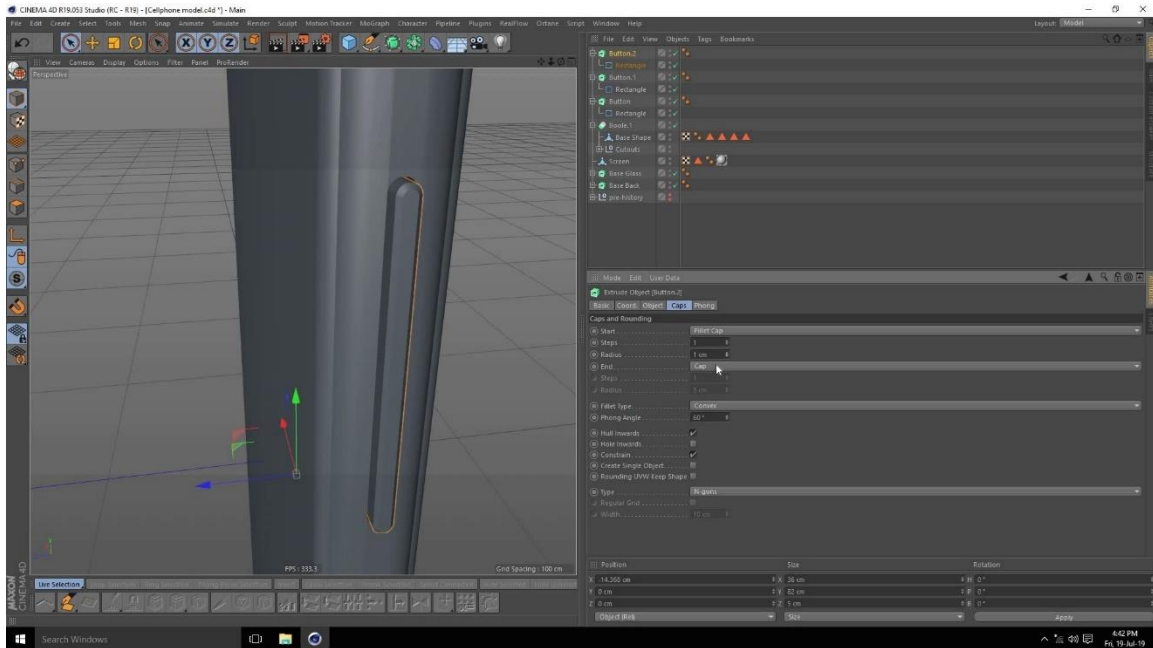 CINEMA 4D R19.053 Studio (RC - R19) - [Cellphone model.c4d *] - Main
File Edit Create Select Tools Mesh Snap Animate Simulate Render Sculpt Motion Tracker MoGraph Character Pipeline Plugins RealFlow Octane Script Window Help
Layout: Model
View Cameras Display Options Filter Panel ProRender
Perspective
File Edit View Objects Tags Bookmarks
Button.2
Rectangle
Button.1
Rectangle
Button
Rectangle
Boole.1
Base Shape
Cutouts
Screen
Base Glass
Base Back
pre-history
Mode Edit User Data
Extrude Object [Button.2]
Basic Coord. Object Caps Phong
Caps and Rounding
Start Fillet Cap
Steps 1
Radius 1 cm
End Cap
Steps 1
Radius
Fillet Type Convex
Phong Angle 60 °
Hull Inwards
Hole Inwards
Constrain
Create Single Object
Rounding UVW Keep Shape
Type N-gons
Regular Grid
Width 10 cm
FPS : 333.3
Grid Spacing : 100 cm
Position Size Rotation
X -14.368 cm X 36 cm H 0 °
Y 0 cm Y 82 cm P 0 °
Z 0 cm Z 5 cm B 0 °
Object (Rel) Size Apply
Live Selection
MAXON CINEMA 4D
Search Windows
4:42 PM
Fri, 19-Jul-19